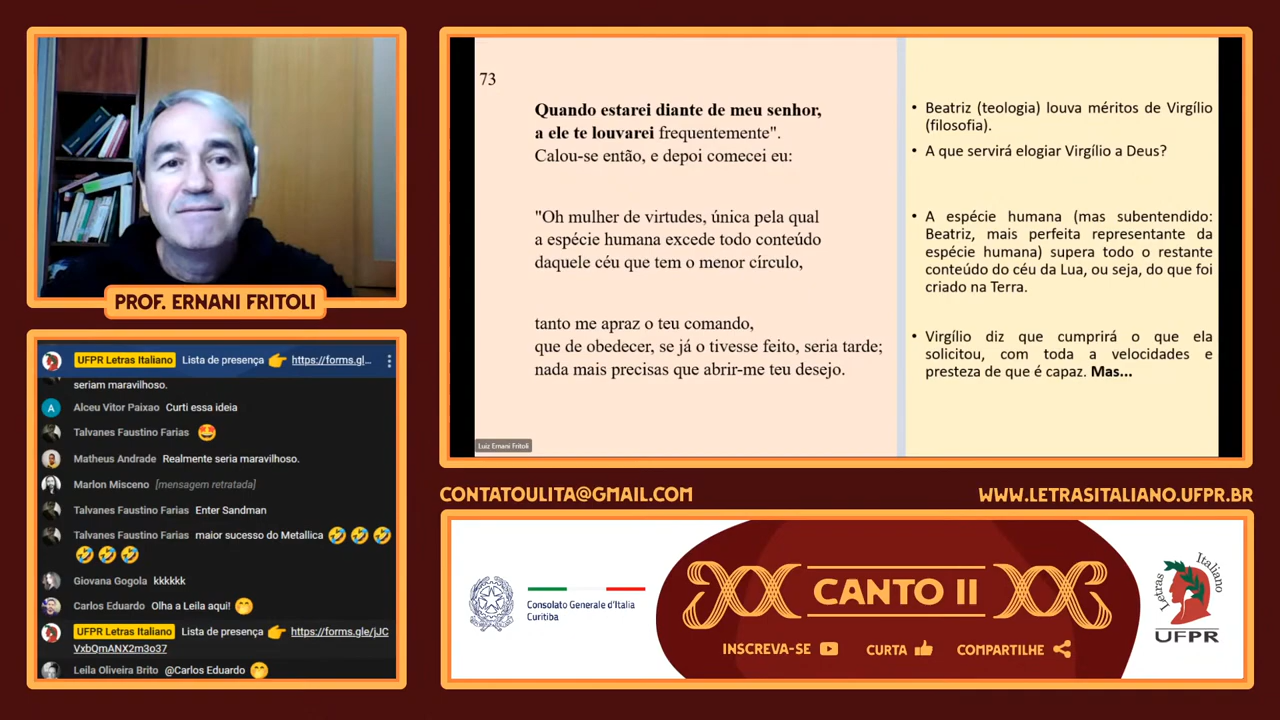 PROF. ERNANI FRITOLI
UFPR Letras Italiano Lista de presença 👉 https://forms.gl...
seriam maravilhoso.
A Alceu Vitor Paixao Curti essa ideia
Talvanes Faustino Farias 🤩
Matheus Andrade Realmente seria maravilhoso.
Marlon Misceno [mensagem retratada]
Talvanes Faustino Farias Enter Sandman
Talvanes Faustino Farias maior sucesso do Metallica 🤣 🤣 🤣
🤣 🤣 🤣
Giovana Gogola kkkkkk
Carlos Eduardo Olha a Leila aqui! 🤭
UFPR Letras Italiano Lista de presença 👉 https://forms.gle/jJC
VxbQmANX2m3o37
Leila Oliveira Brito @Carlos Eduardo 🤭
73
Quando estarei diante de meu senhor,
a ele te louvarei frequentemente".
Calou-se então, e depoi comecei eu:
"Oh mulher de virtudes, única pela qual
a espécie humana excede todo conteúdo
daquele céu que tem o menor círculo,
tanto me apraz o teu comando,
que de obedecer, se já o tivesse feito, seria tarde;
nada mais precisas que abrir-me teu desejo.
Luiz Ernani Fritoli
• Beatriz (teologia) louva méritos de Virgílio
(filosofia).
• A que servirá elogiar Virgílio a Deus?
• A espécie humana (mas subentendido:
Beatriz, mais perfeita representante da
espécie humana) supera todo o restante
conteúdo do céu da Lua, ou seja, do que foi
criado na Terra.
• Virgílio diz que cumprirá o que ela
solicitou, com toda a velocidades e
presteza de que é capaz. Mas...
CONTATOULITA@GMAIL.COM
WWW.LETRASITALIANO.UFPR.BR
Consolato Generale d'Italia
Curitiba
CANTO II
INSCREVA-SE
CURTA
COMPARTILHE
Letras Italiano
UFPR